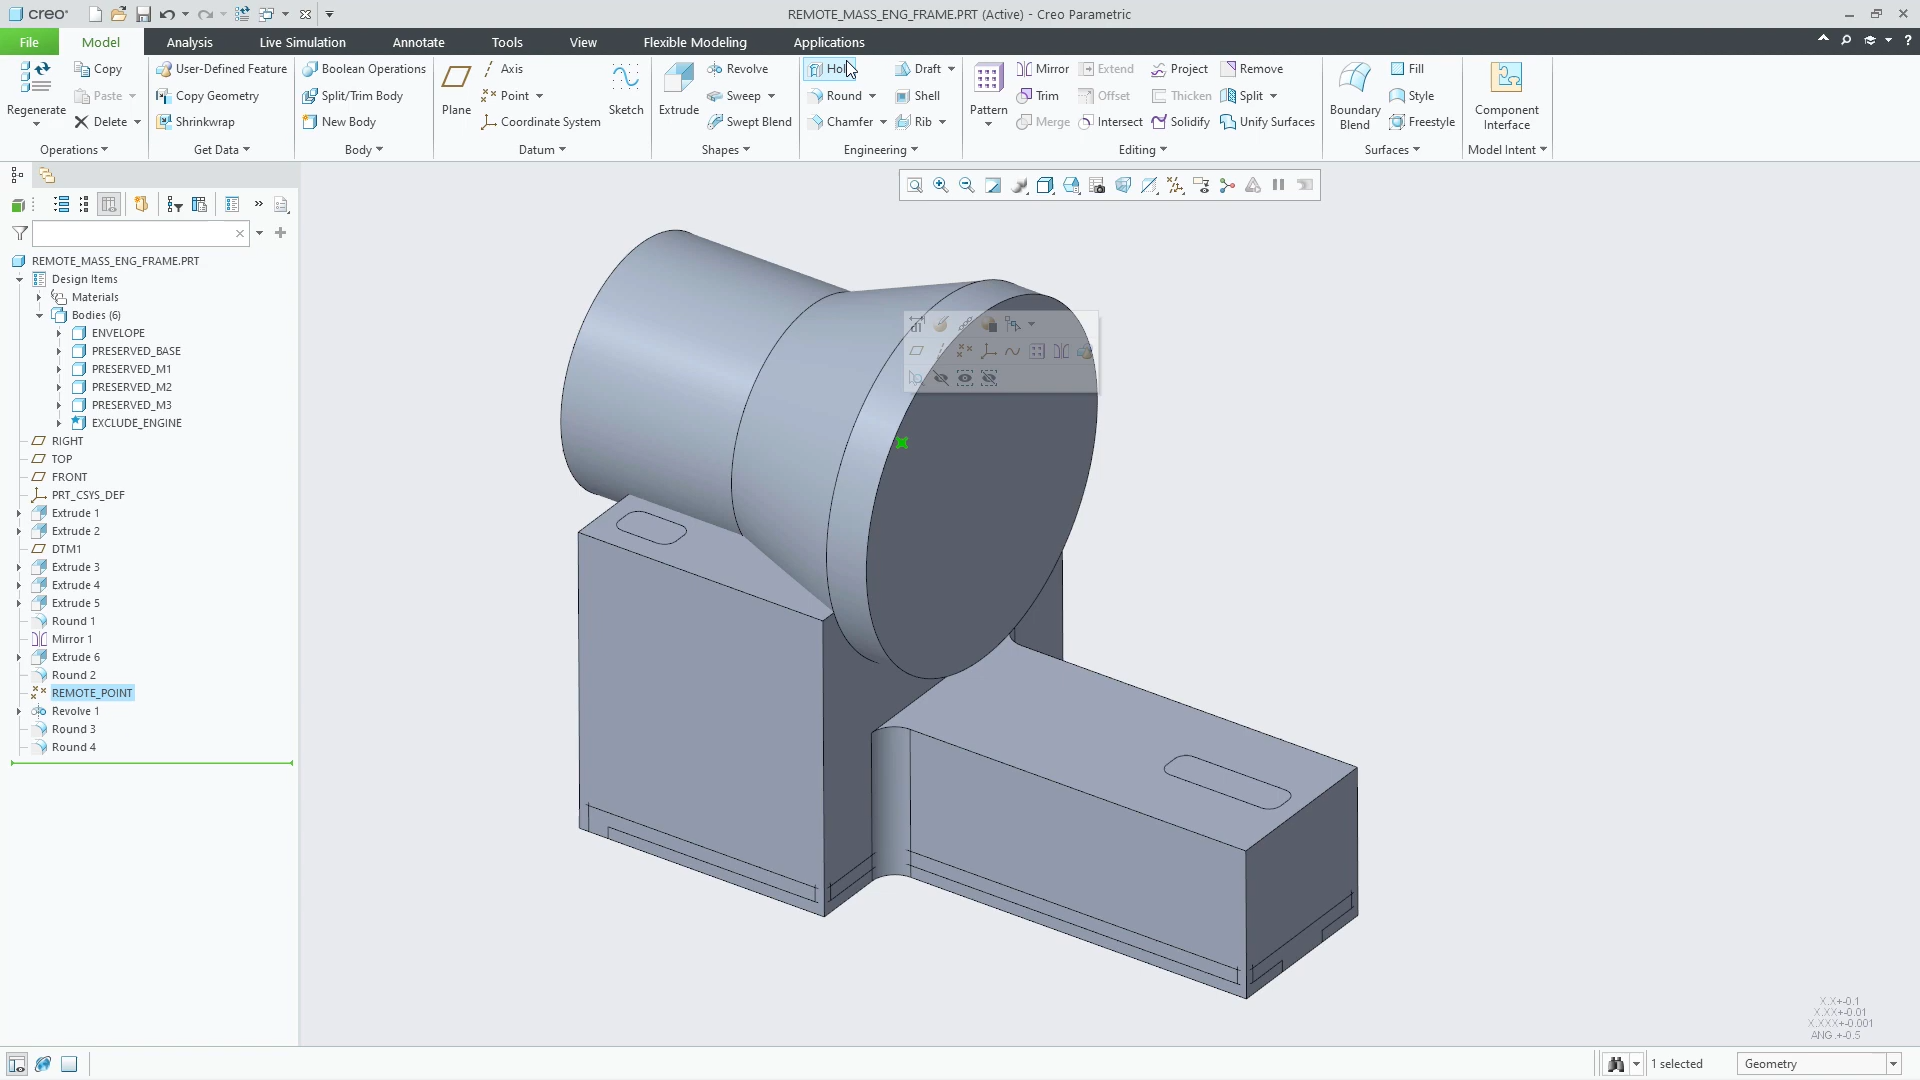 creo
REMOTE_MASS_ENG_FRAME.PRT (Active) - Creo Parametric
File Model Analysis Live Simulation Annotate Tools View Flexible Modeling Applications
Regenerate
Copy
Paste
Delete
Operations
User-Defined Feature
Copy Geometry
Shrinkwrap
Get Data
Boolean Operations
Split/Trim Body
New Body
Body
Plane
Axis
Point
Coordinate System
Sketch
Datum
Extrude
Revolve
Sweep
Swept Blend
Shapes
Hol
Round
Chamfer
Draft
Shell
Rib
Engineering
Pattern
Mirror
Trim
Merge
Extend
Offset
Intersect
Project
Thicken
Solidify
Remove
Split
Unify Surfaces
Editing
Boundary
Blend
Fill
Style
Freestyle
Surfaces
Component
Interface
Model Intent
REMOTE_MASS_ENG_FRAME.PRT
Design Items
Materials
Bodies (6)
ENVELOPE
PRESERVED_BASE
PRESERVED_M1
PRESERVED_M2
PRESERVED_M3
EXCLUDE_ENGINE
RIGHT
TOP
FRONT
PRT_CSYS_DEF
Extrude 1
Extrude 2
DTM1
Extrude 3
Extrude 4
Extrude 5
Round 1
Mirror 1
Extrude 6
Round 2
REMOTE_POINT
Revolve 1
Round 3
Round 4
X.X+-0.1
X.XX+-0.01
X.XXX+-0.001
ANG.+-0.5
1 selected
Geometry